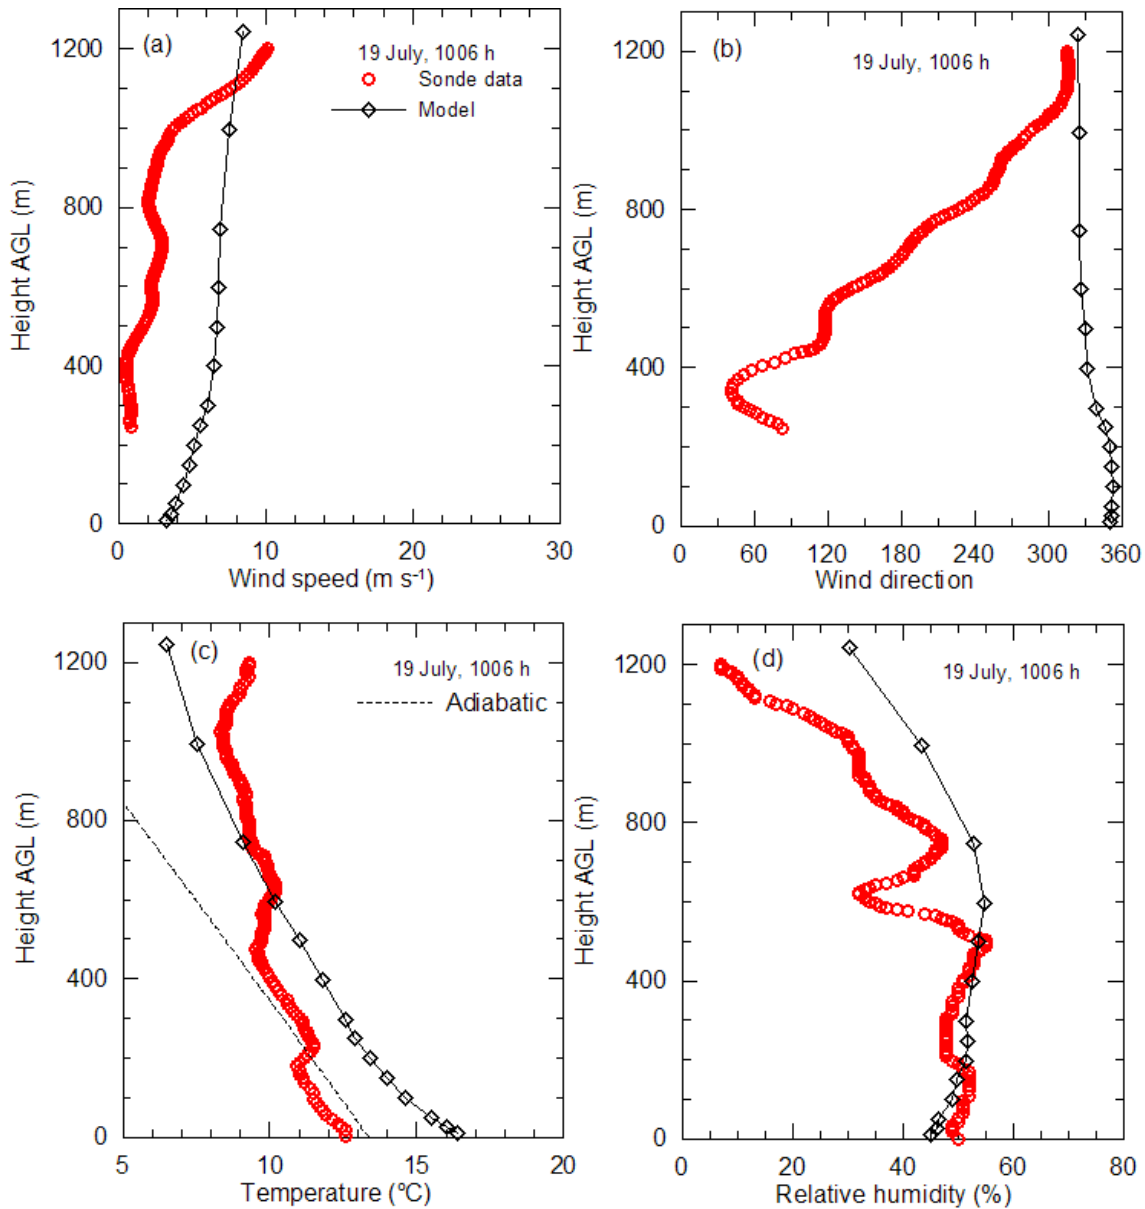 (a)
19 July, 1006 h
Sonde data
Model
1200
800
400
0
Height AGL (m)
0 10 20 30
Wind speed (m s-1)
(b)
19 July, 1006 h
1200
800
400
0
Height AGL (m)
0 60 120 180 240 300 360
Wind direction
(c)
19 July, 1006 h
Adiabatic
1200
800
400
0
Height AGL (m)
5 10 15 20
Temperature (ºC)
(d)
19 July, 1006 h
1200
800
400
0
Height AGL (m)
0 20 40 60 80
Relative humidity (%)